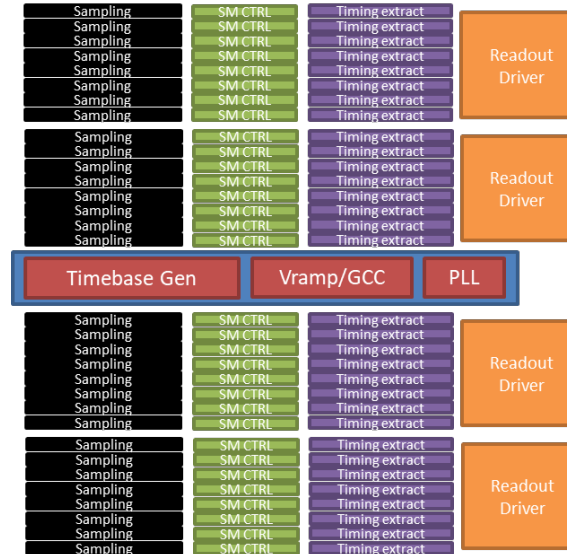 Sampling SM CTRL Timing extract
Sampling SM CTRL Timing extract
Sampling SM CTRL Timing extract
Sampling SM CTRL Timing extract
Sampling SM CTRL Timing extract
Sampling SM CTRL Timing extract
Sampling SM CTRL Timing extract
Sampling SM CTRL Timing extract
Readout
Driver
Sampling SM CTRL Timing extract
Sampling SM CTRL Timing extract
Sampling SM CTRL Timing extract
Sampling SM CTRL Timing extract
Sampling SM CTRL Timing extract
Sampling SM CTRL Timing extract
Sampling SM CTRL Timing extract
Sampling SM CTRL Timing extract
Readout
Driver
Timebase Gen Vramp/GCC PLL
Sampling SM CTRL Timing extract
Sampling SM CTRL Timing extract
Sampling SM CTRL Timing extract
Sampling SM CTRL Timing extract
Sampling SM CTRL Timing extract
Sampling SM CTRL Timing extract
Sampling SM CTRL Timing extract
Sampling SM CTRL Timing extract
Readout
Driver
Sampling SM CTRL Timing extract
Sampling SM CTRL Timing extract
Sampling SM CTRL Timing extract
Sampling SM CTRL Timing extract
Sampling SM CTRL Timing extract
Sampling SM CTRL Timing extract
Sampling SM CTRL Timing extract
Sampling SM CTRL Timing extract
Readout
Driver